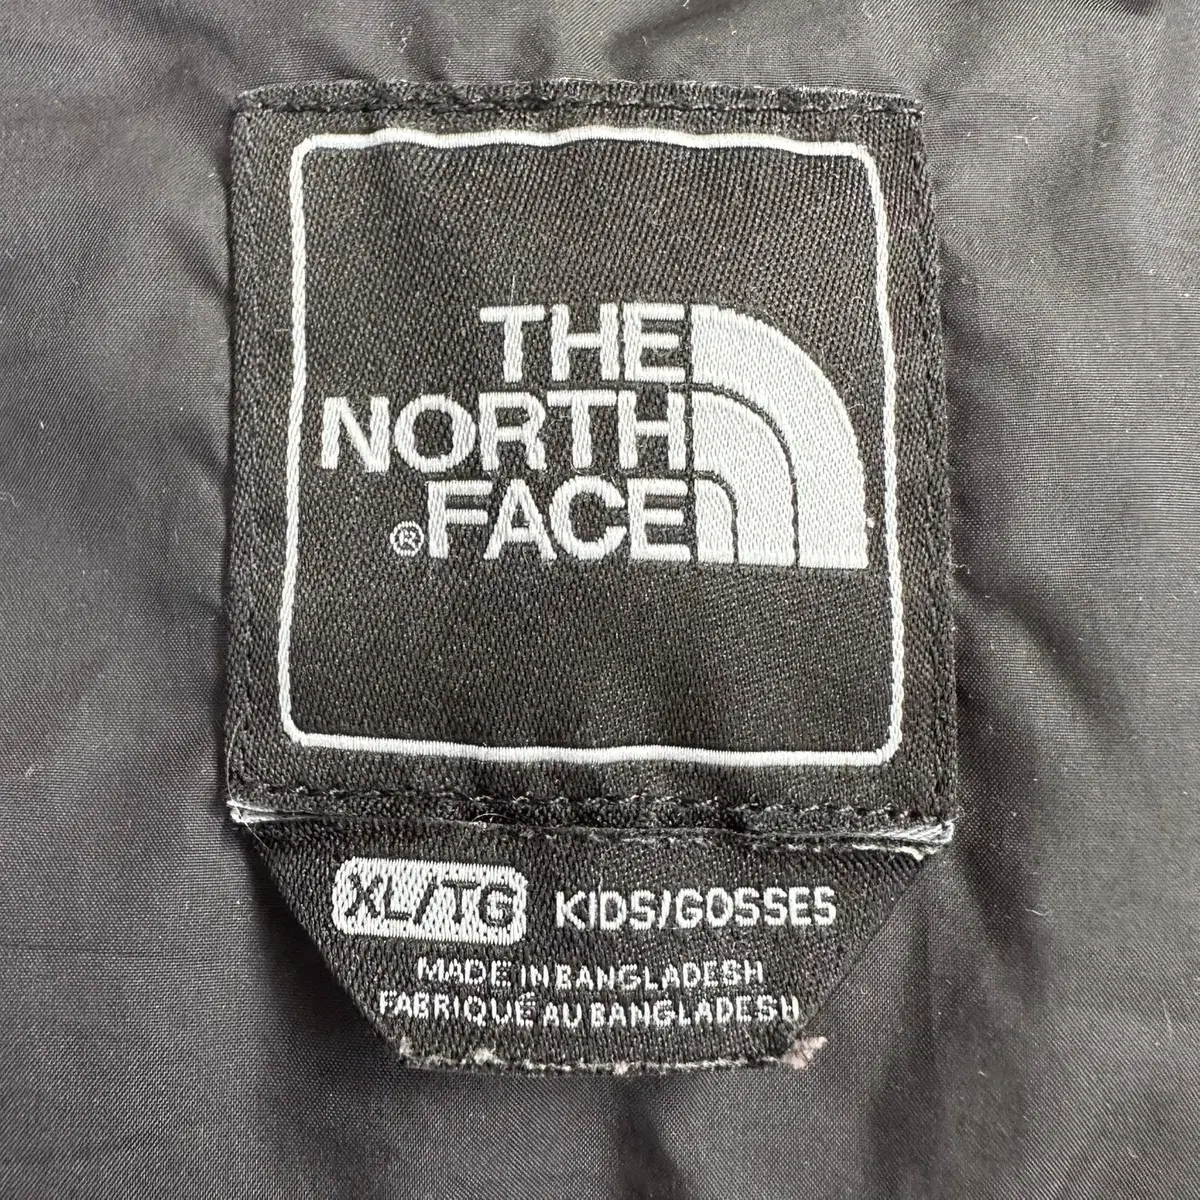 THE
NORTH
®FACE
XL/TG KIDS/GOSSES
MADE IN BANGLADESH
FABRIQUÉ AU BANGLADESH